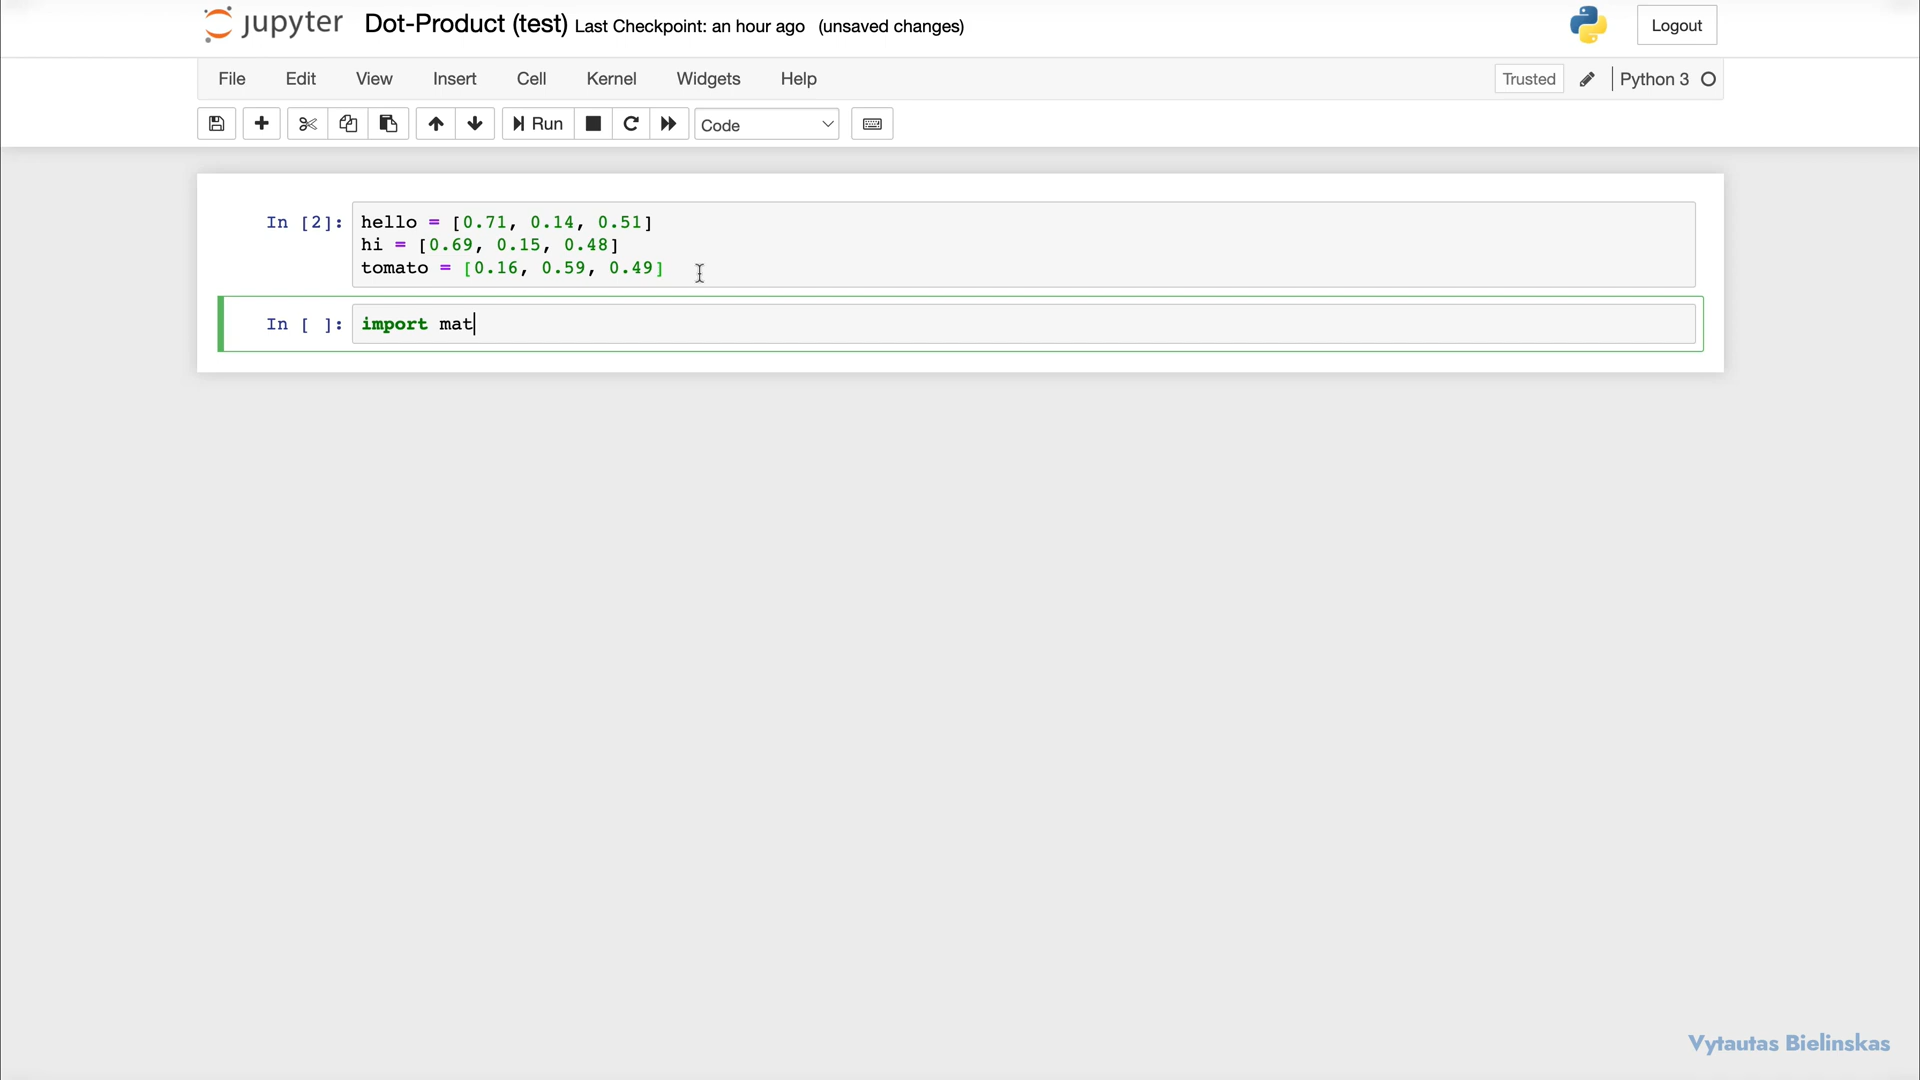 jupyter Dot-Product (test) Last Checkpoint: an hour ago (unsaved changes) Logout
File Edit View Insert Cell Kernel Widgets Help Trusted Python 3
Run Code
In [2]: hello = [0.71, 0.14, 0.51]
hi = [0.69, 0.15, 0.48]
tomato = [0.16, 0.59, 0.49]
In [ ]: import mat
Vytautas Bielinskas